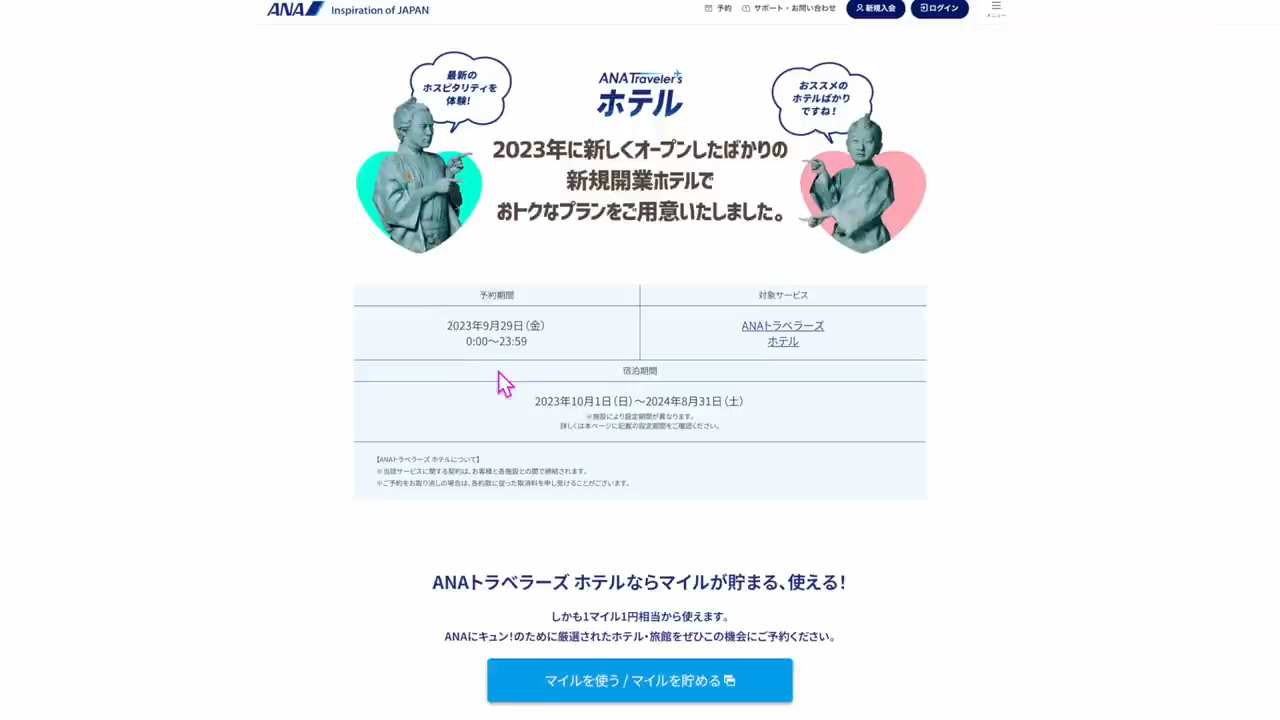 ANA Inspiration of JAPAN
予約 サポート・お問い合わせ 新規入会 ログイン
メニュー
最新の
ホスピタリティを
体験!
ANA Traveler's
ホテル
おススメの
ホテルばかり
ですね!
2023年に新しくオープンしたばかりの
新規開業ホテルで
おトクなプランをご用意いたしました。
予約期間
対象サービス
2023年9月29日(金)
0:00〜23:59
ANAトラベラーズ
ホテル
宿泊期間
2023年10月1日(日)〜2024年8月31日(土)
※施設により設定期間が異なります。
詳しくは本ページに記載の設定期間をご確認ください。
【ANAトラベラーズ ホテルについて】
※当該サービスに関する契約は、お客様と各施設との間で締結されます。
※ご予約をお取り消しの場合は、各約款に従った取消料を申し受けることがございます。
ANAトラベラーズ ホテルならマイルが貯まる、使える!
しかも1マイル1円相当から使えます。
ANAにキュン!のために厳選されたホテル・旅館をぜひこの機会にご予約ください。
マイルを使う / マイルを貯める